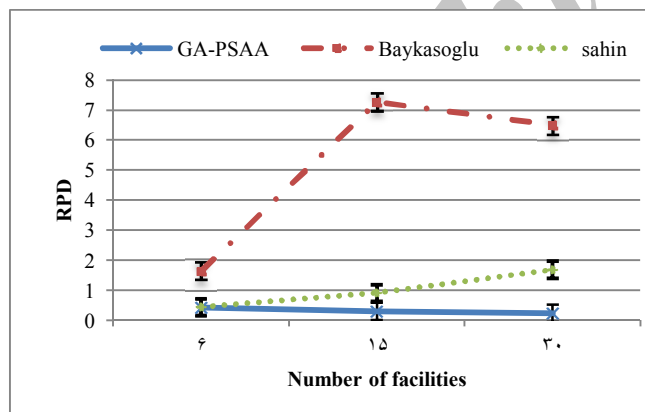 GA-PSAA Baykasoglu sahin
8
7
6
5
4
3
2
1
0
RPD
۶ ۱۵ ۳۰
Number of facilities